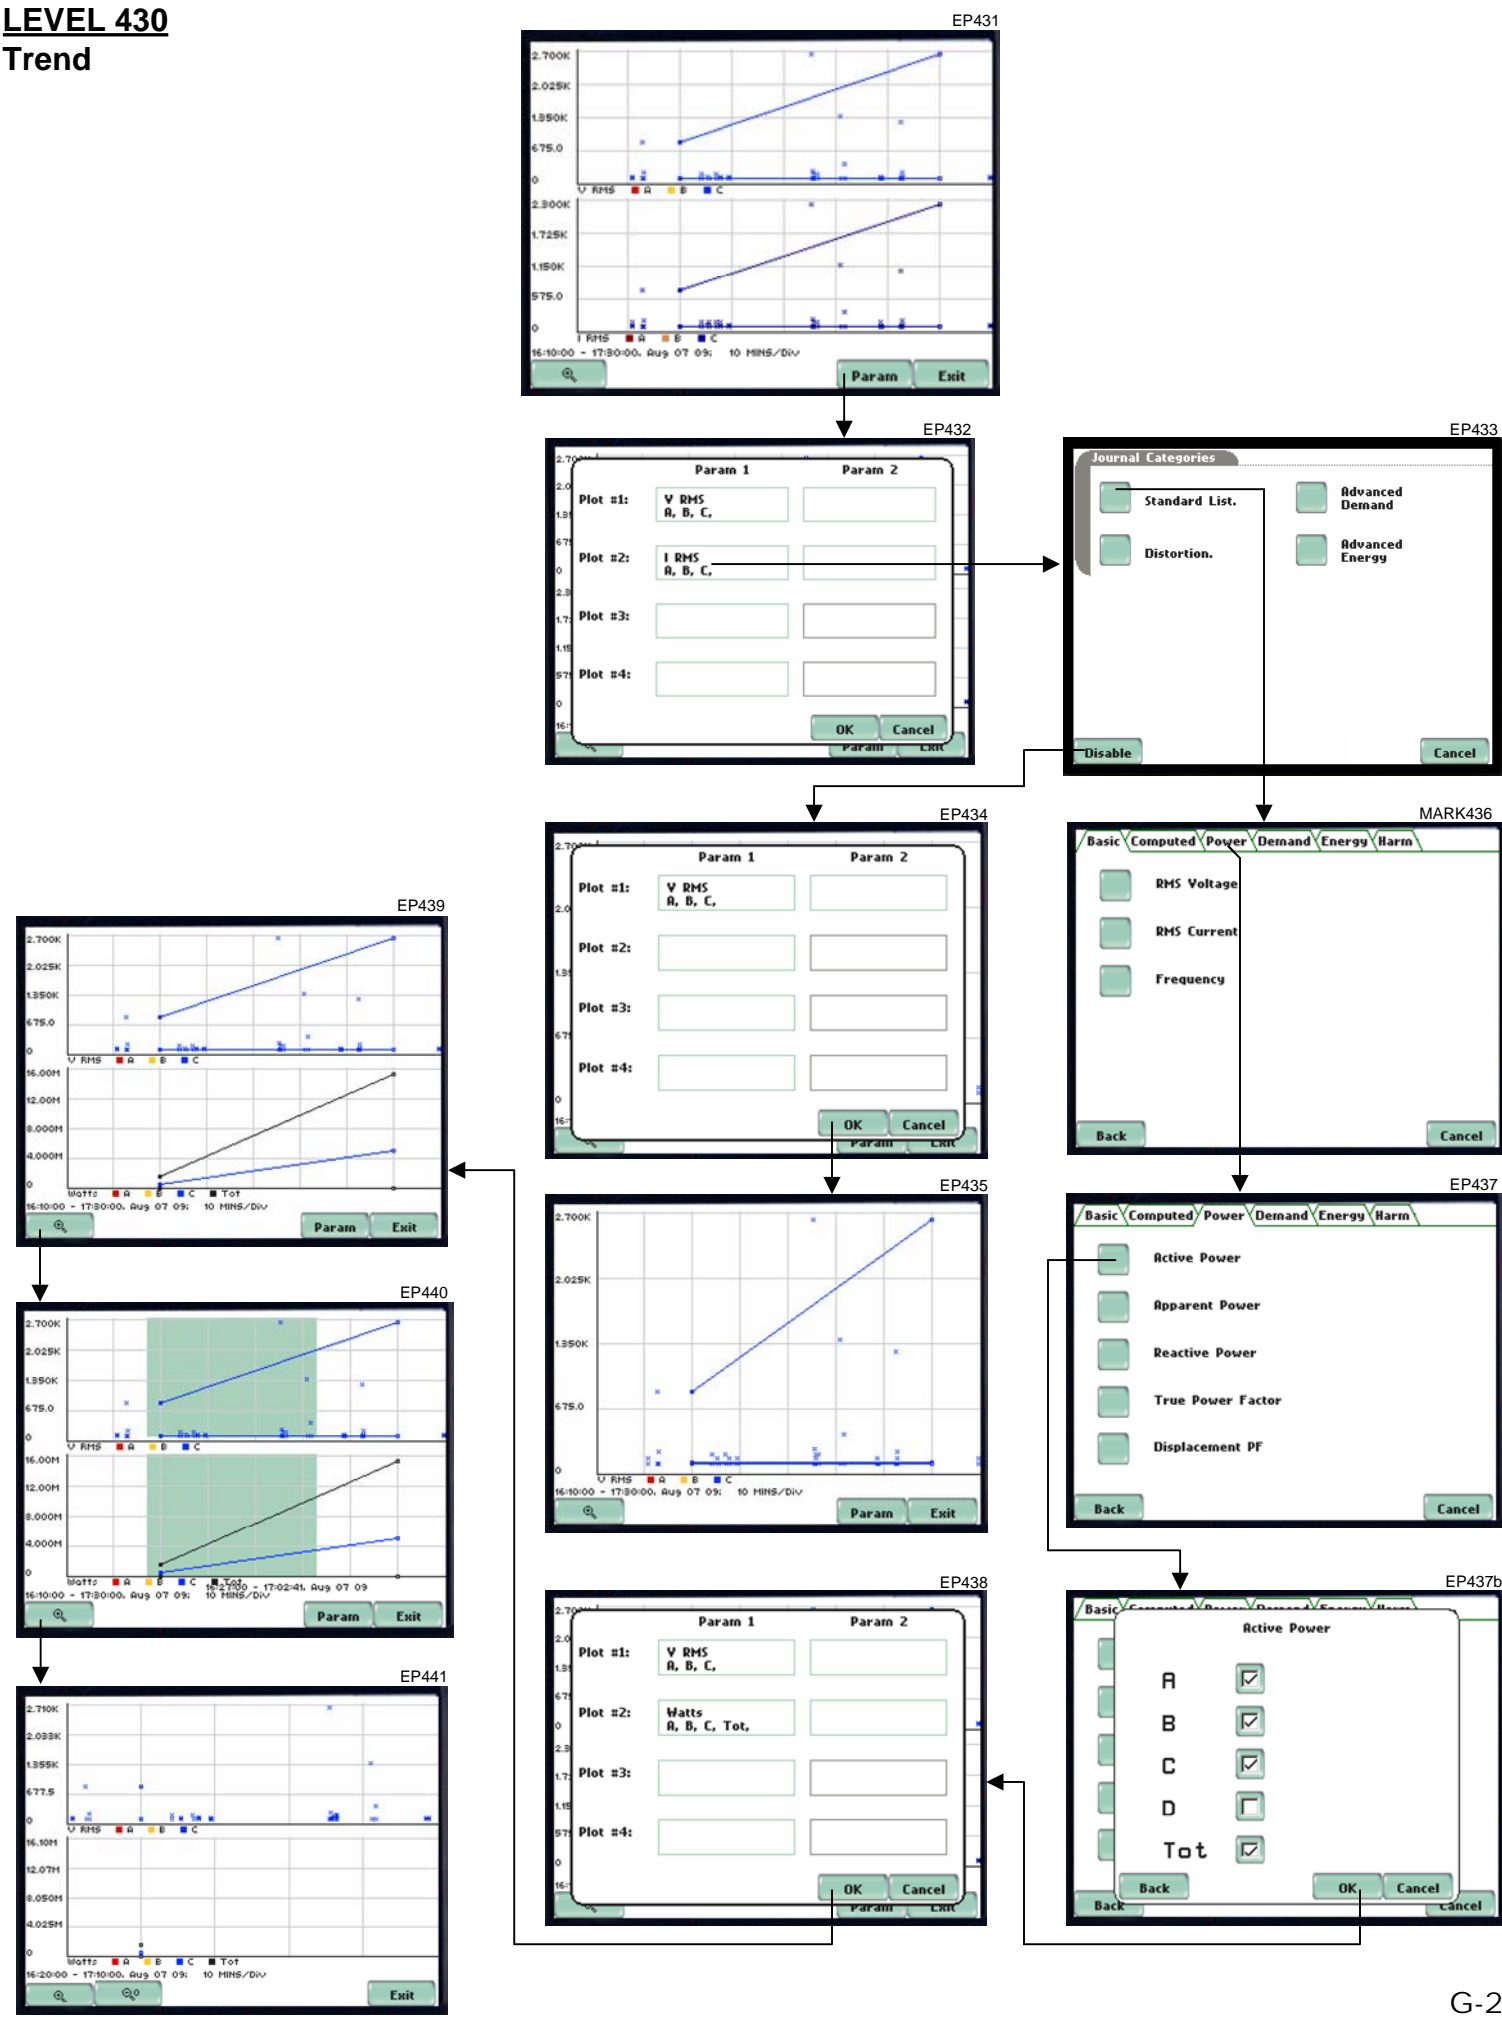 LEVEL 430
Trend
EP431
2.700K
2.025K
1.350K
675.0
0
V RMS A B C
2.300K
1.725K
1.150K
575.0
0
I RMS A B C
16:10:00 - 17:30:00, Aug 07 09; 10 MINS/Div
Param Exit
EP432
Param 1 Param 2
Plot #1: V RMS
A, B, C,
Plot #2: I RMS
A, B, C,
Plot #3:
Plot #4:
OK Cancel
Param Exit
EP433
Journal Categories
Standard List.
Advanced
Demand
Distortion.
Advanced
Energy
Disable Cancel
EP434
Param 1 Param 2
Plot #1: V RMS
A, B, C,
Plot #2:
Plot #3:
Plot #4:
OK Cancel
Param Exit
MARK436
Basic Computed Power Demand Energy Harm
RMS Voltage
RMS Current
Frequency
Back Cancel
EP439
2.700K
2.025K
1.350K
675.0
0
V RMS A B C
16.00M
12.00M
8.000M
4.000M
0
Watts A B C Tot
16:10:00 - 17:30:00, Aug 07 09; 10 MINS/Div
Param Exit
EP435
2.700K
2.025K
1.350K
675.0
0
V RMS A B C
16:10:00 - 17:30:00, Aug 07 09; 10 MINS/Div
Param Exit
EP437
Basic Computed Power Demand Energy Harm
Active Power
Apparent Power
Reactive Power
True Power Factor
Displacement PF
Back Cancel
EP440
2.700K
2.025K
1.350K
675.0
0
V RMS A B C
16.00M
12.00M
8.000M
4.000M
0
Watts A B C Tot
16:27:00 - 17:02:41, Aug 07 09
16:10:00 - 17:30:00, Aug 07 09; 10 MINS/Div
Param Exit
EP438
Param 1 Param 2
Plot #1: V RMS
A, B, C,
Plot #2: Watts
A, B, C, Tot,
Plot #3:
Plot #4:
OK Cancel
Param Exit
EP437b
Basic Computed Power Demand Energy Harm
Active Power
A
B
C
D
Tot
Back OK Cancel
Back Cancel
EP441
2.710K
2.033K
1.355K
677.5
0
V RMS A B C
16.10M
12.07M
8.050M
4.025M
0
Watts A B C Tot
16:20:00 - 17:10:00, Aug 07 09; 10 MINS/Div
Exit
G-2